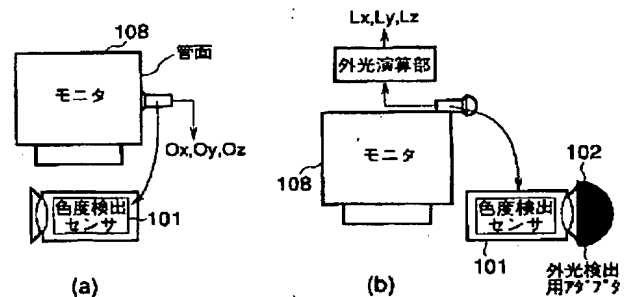 108
管面
モニタ
Ox,Oy,Oz
色度検出
センサ
101
(a)
Lx,Ly,Lz
外光演算部
モニタ
108
102
色度検出
センサ
101
外光検出
用アダプタ
(b)